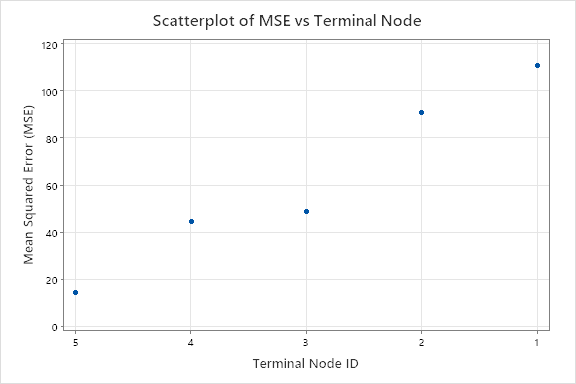 Scatterplot of MSE vs Terminal Node
Mean Squared Error (MSE)
120
100
80
60
40
20
0
5 4 3 2 1
Terminal Node ID